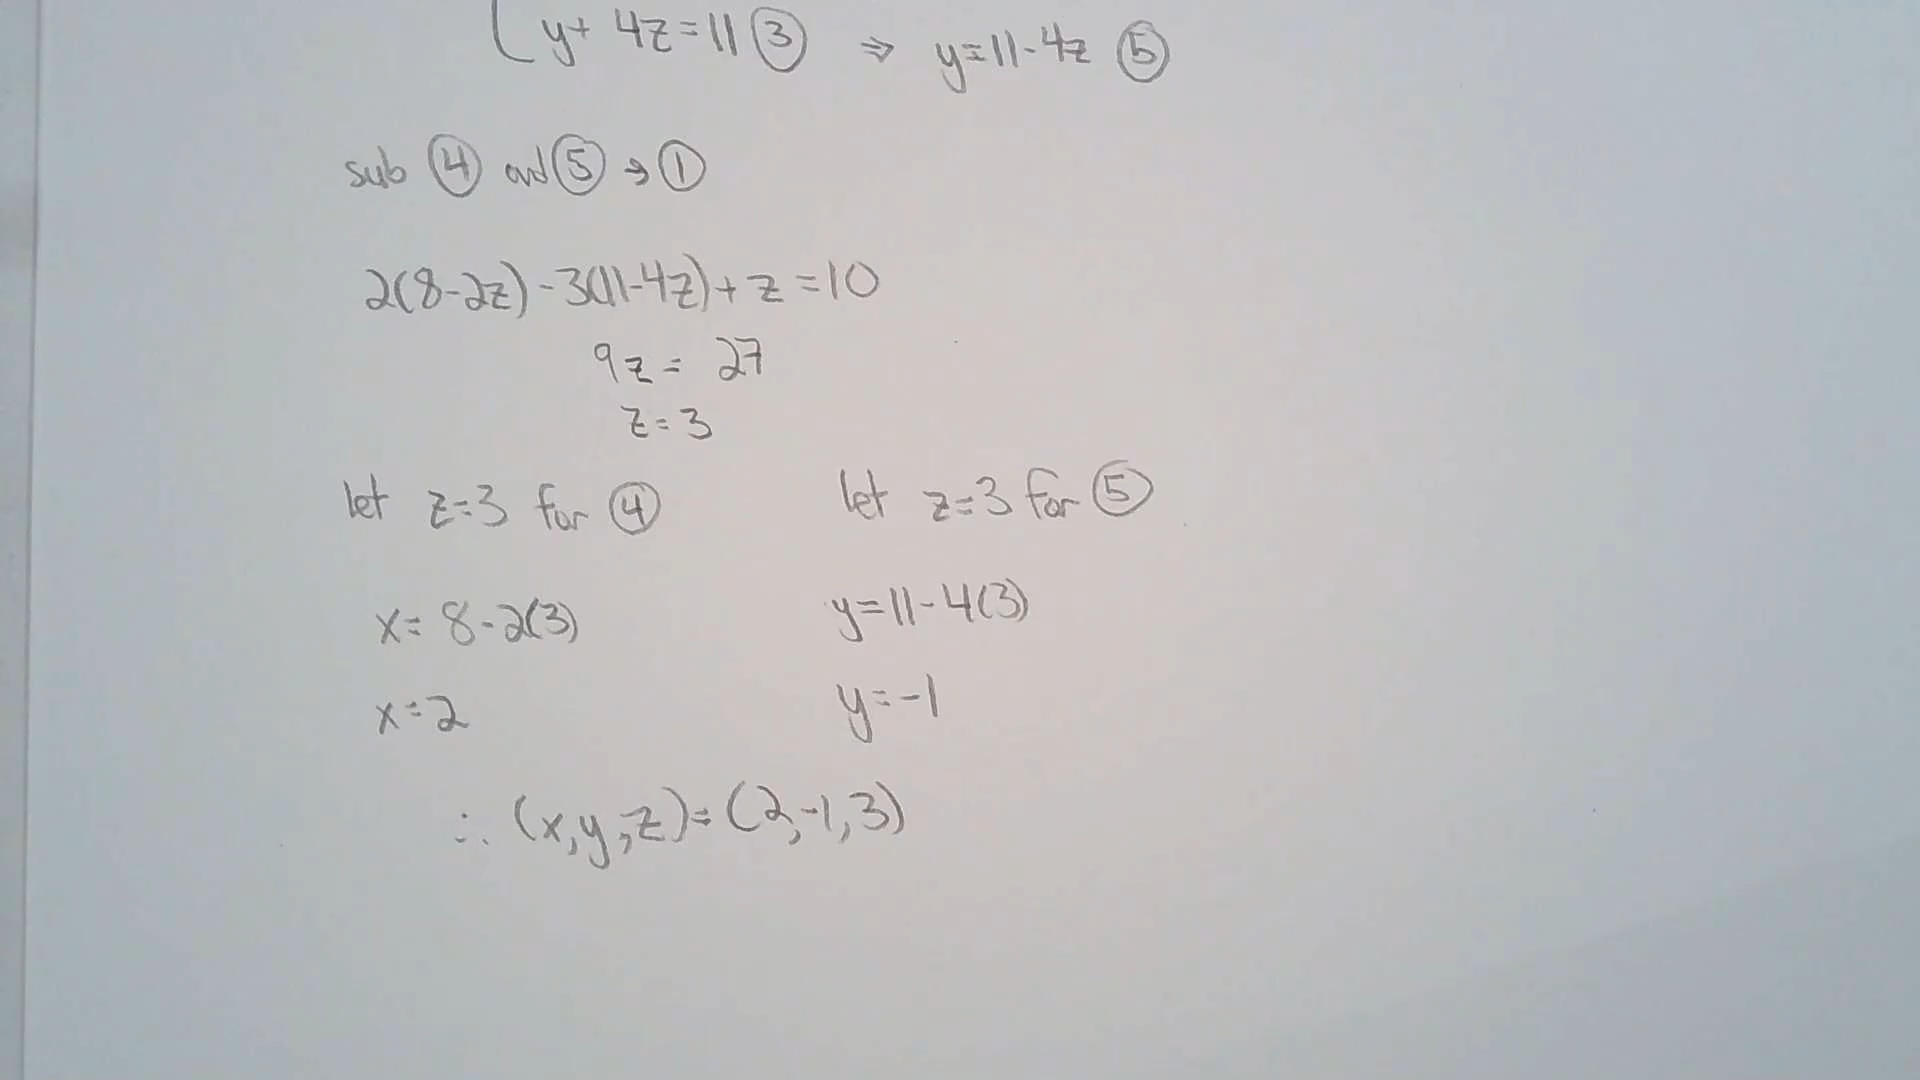 y + 4z = 11 ③ ⇒ y = 11 - 4z ⑤
sub ④ and ⑤ → ①
2(8-2z) - 3(11-4z) + z = 10
9z = 27
z = 3
let z=3 for ④ let z=3 for ⑤
x = 8-2(3) y = 11-4(3)
x = 2 y = -1
∴ (x,y,z) = (2,-1,3)